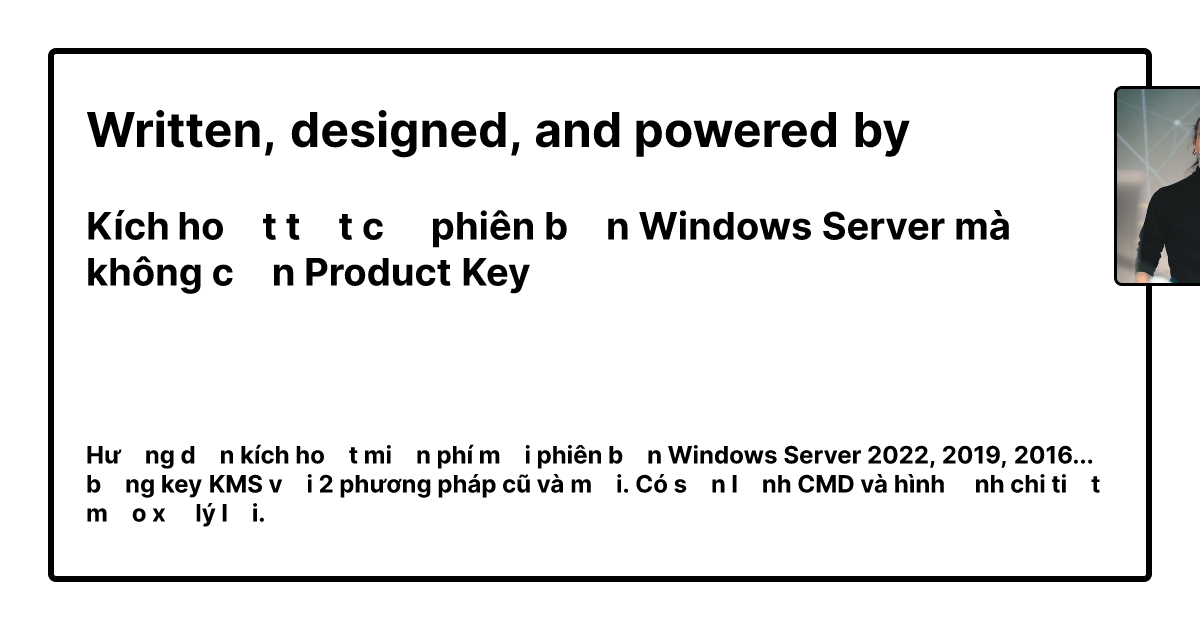 Written, designed, and powered by
Kích ho t t t c phiên b n Windows Server mà
không c n Product Key
Hư ng d n kích ho t mi n phí m i phiên b n Windows Server 2022, 2019, 2016...
b ng key KMS v i 2 phương pháp cũ và m i. Có s n l nh CMD và hình nh chi ti t
m o x lý l i.